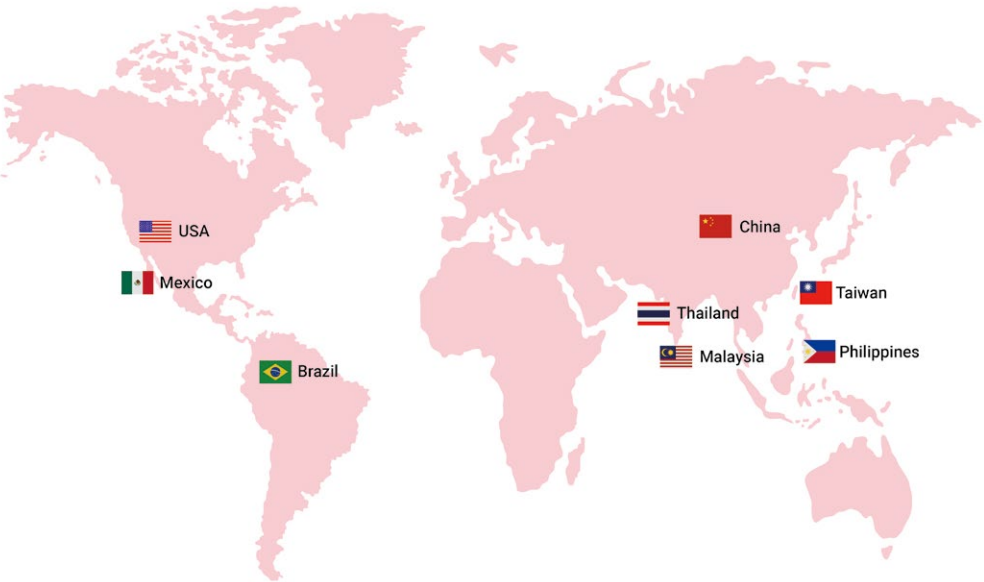 USA
China
Mexico
Taiwan
Thailand
Philippines
Malaysia
Brazil